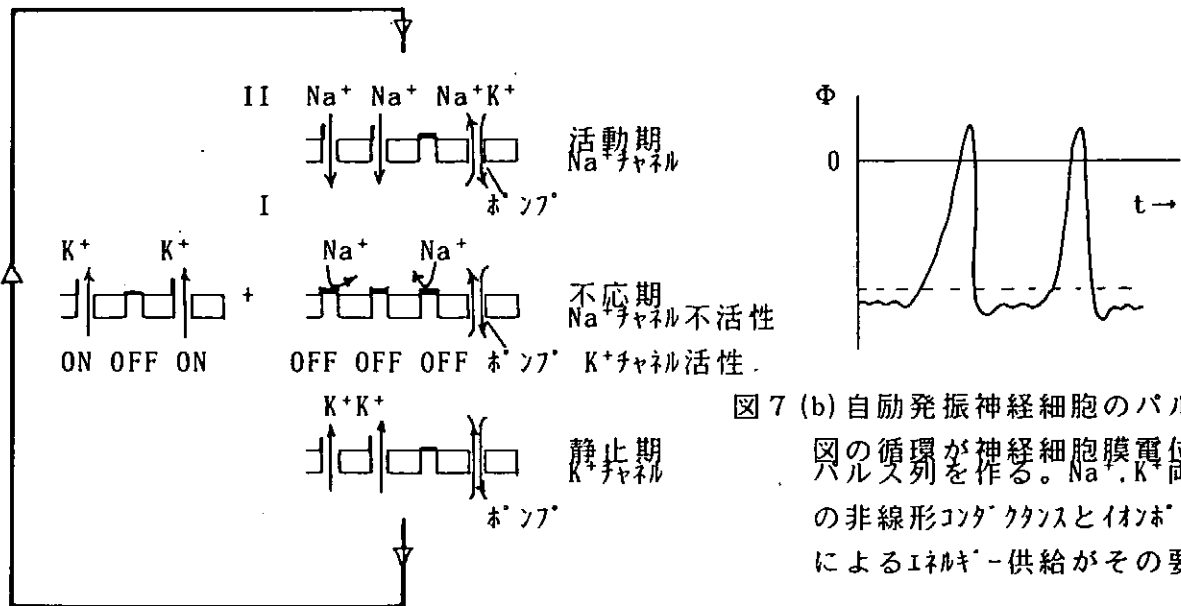 II Na⁺ Na⁺ Na⁺K⁺
活動期
Na⁺チャネル
ポンプ
I
K⁺ K⁺ Na⁺ Na⁺
+
不応期
Na⁺チャネル不活性
ON OFF ON OFF OFF OFF ポンプ K⁺チャネル活性.
K⁺K⁺
静止期
K⁺チャネル
ポンプ
Φ
0
t→
図7(b)自励発振神経細胞のパル
図の循環が神経細胞膜電位
パルス列を作る。Na⁺.K⁺両
の非線形コンダクタンスとイオンポ
によるエネルギー供給がその要